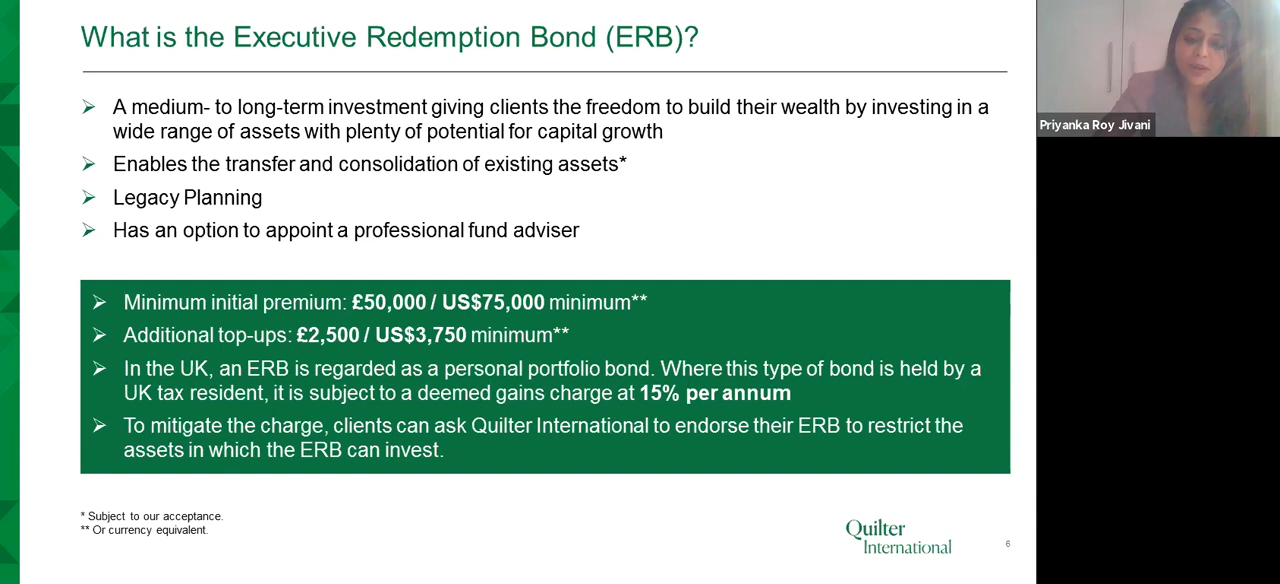 What is the Executive Redemption Bond (ERB)?
A medium- to long-term investment giving clients the freedom to build their wealth by investing in a
wide range of assets with plenty of potential for capital growth
Enables the transfer and consolidation of existing assets*
Legacy Planning
Has an option to appoint a professional fund adviser
Minimum initial premium: £50,000 / US$75,000 minimum**
Additional top-ups: £2,500 / US$3,750 minimum**
In the UK, an ERB is regarded as a personal portfolio bond. Where this type of bond is held by a
UK tax resident, it is subject to a deemed gains charge at 15% per annum
To mitigate the charge, clients can ask Quilter International to endorse their ERB to restrict the
assets in which the ERB can invest.
* Subject to our acceptance.
** Or currency equivalent.
Quilter
International
6
Priyanka Roy Jivani